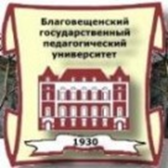 Благовещенский
государственный
педагогический
университет
1930